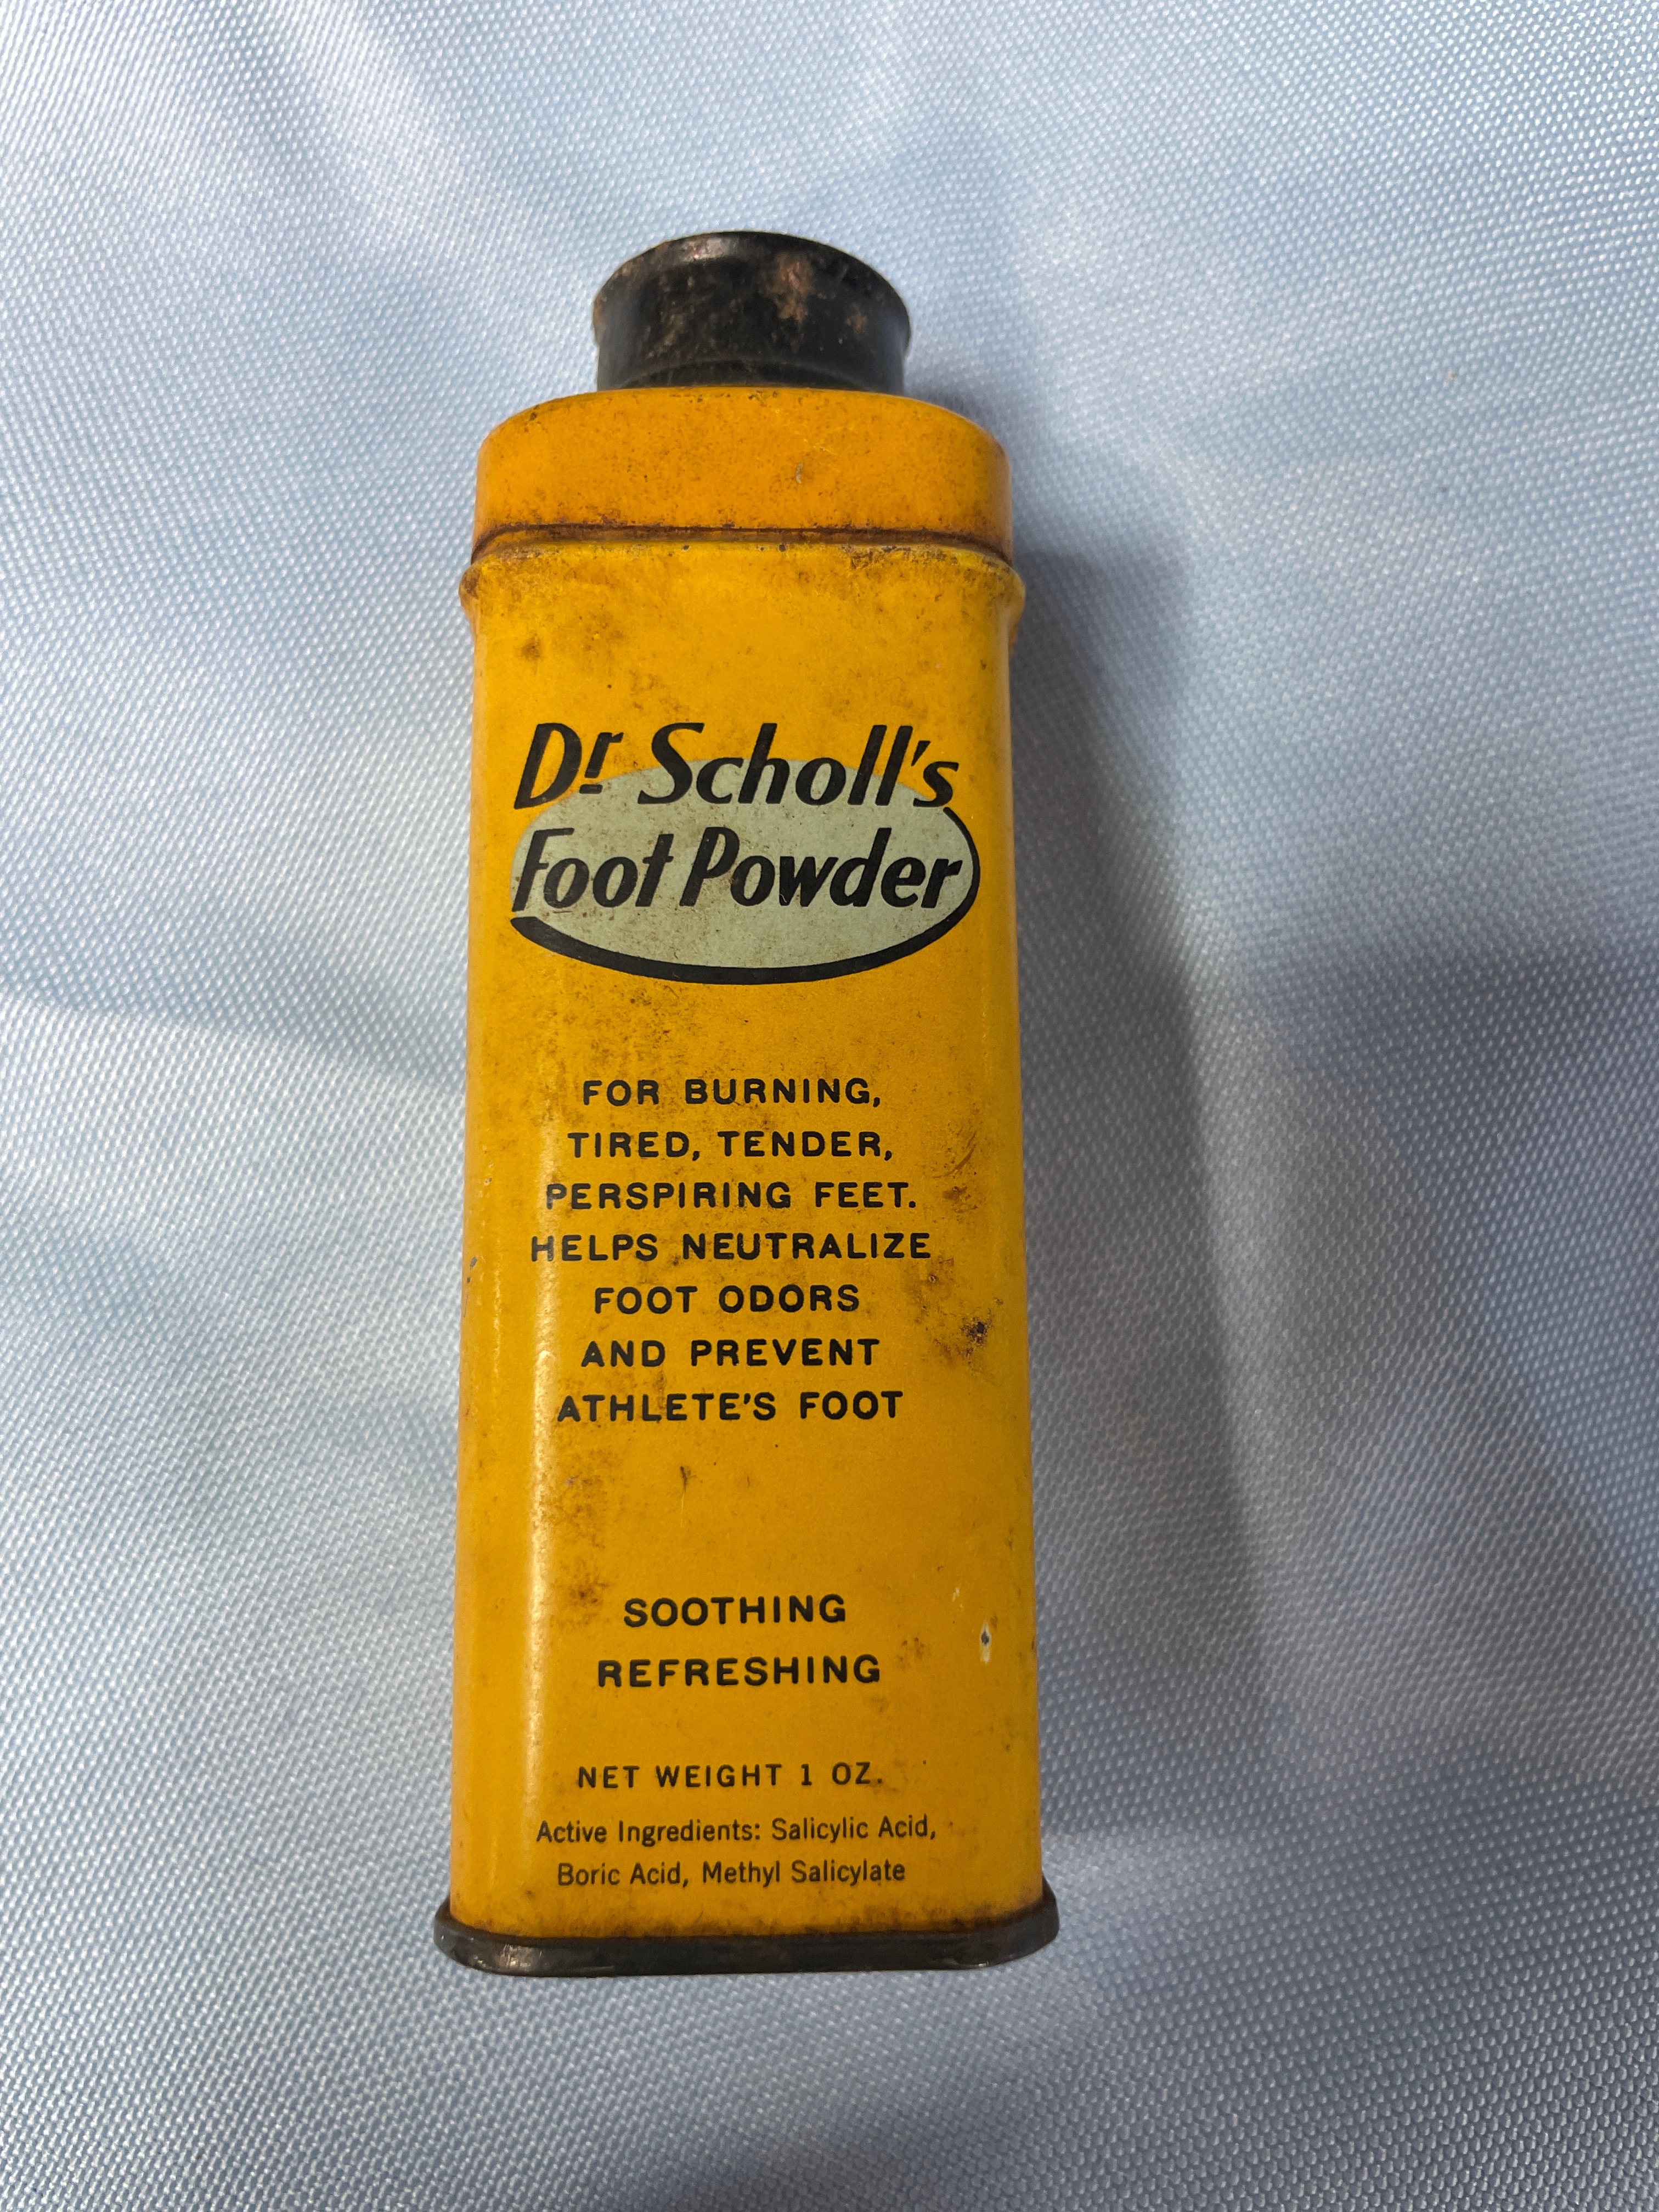 Dr Scholl's
Foot Powder
FOR BURNING,
TIRED, TENDER,
PERSPIRING FEET.
HELPS NEUTRALIZE
FOOT ODORS
AND PREVENT
ATHLETE'S FOOT
SOOTHING
REFRESHING
NET WEIGHT 1 OZ.
Active Ingredients: Salicylic Acid,
Boric Acid, Methyl Salicylate